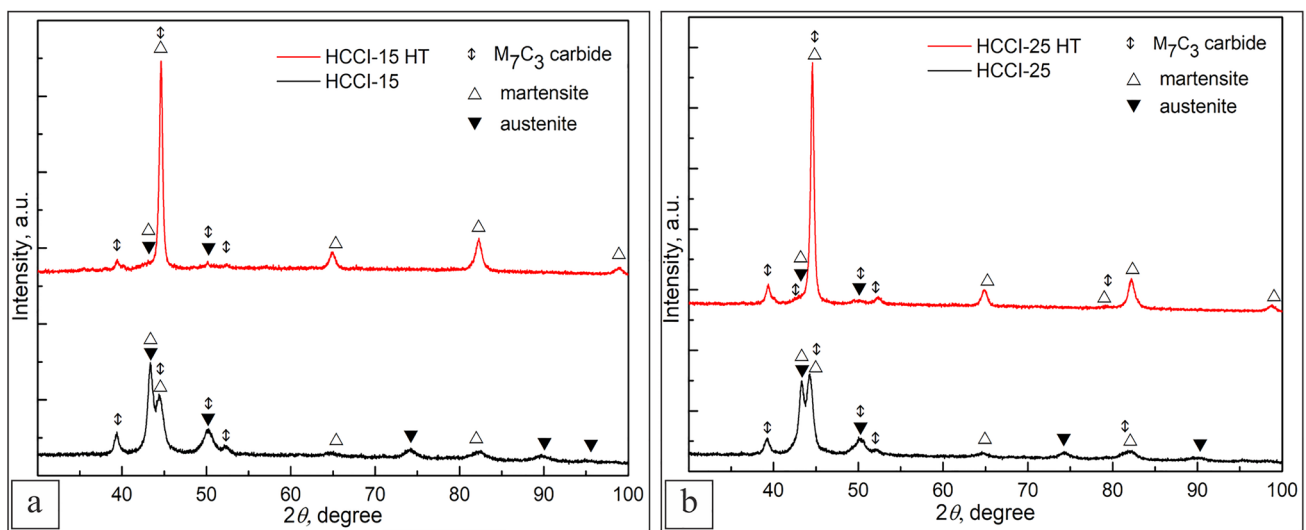 HCCI-15 HT
HCCI-15
M7C3 carbide
martensite
austenite
Intensity, a.u.
40 50 60 70 80 90 100
2θ, degree
a
HCCI-25 HT
HCCI-25
M7C3 carbide
martensite
austenite
Intensity, a.u.
40 50 60 70 80 90 100
2θ, degree
b